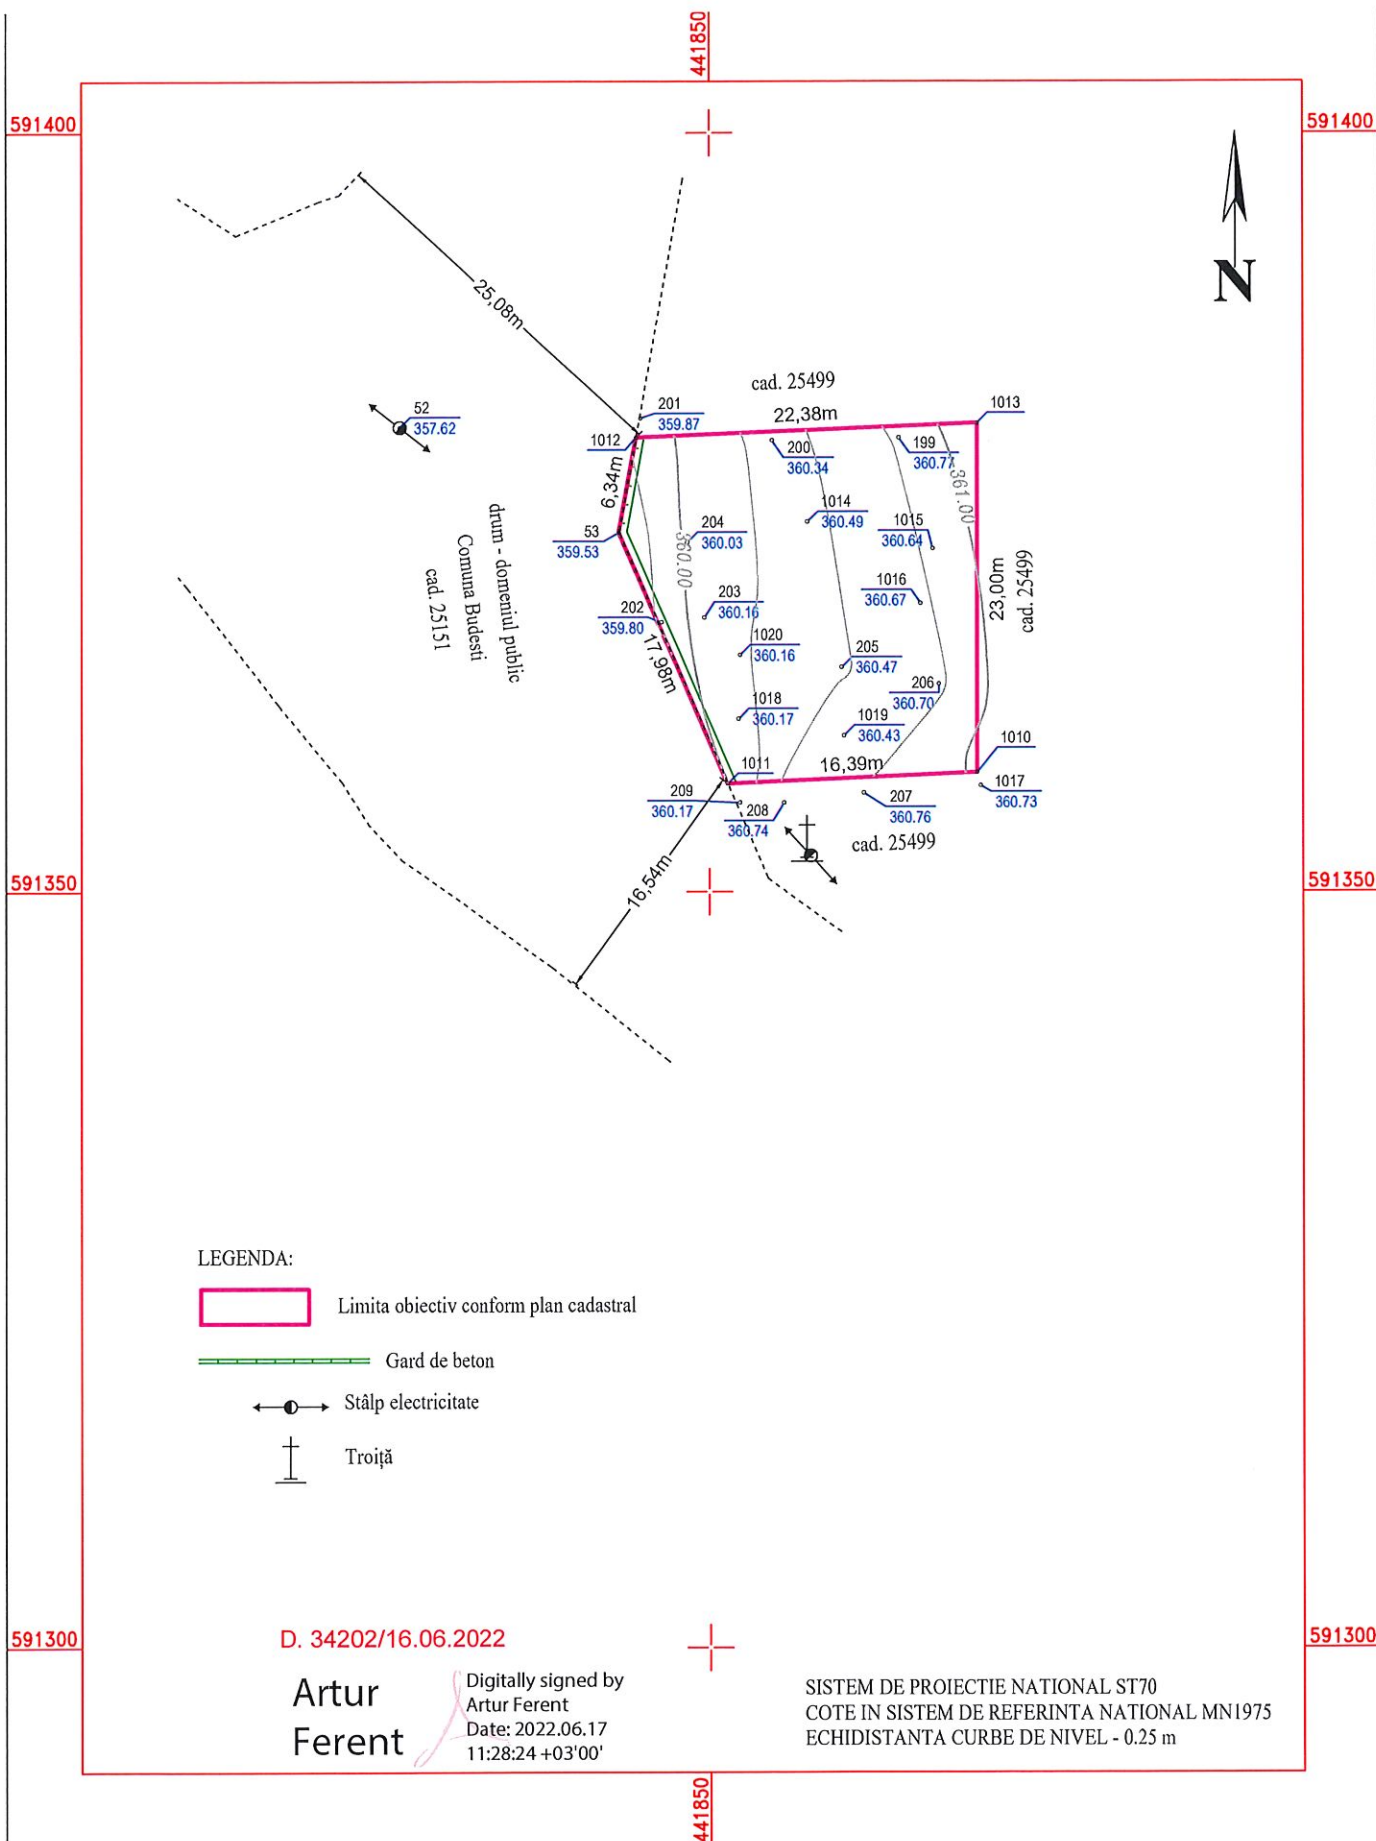 441850
591400
591400
N
25,08m
cad. 25499
52
357.62
201
359.87
22,38m
1013
1012
200
360.34
199
360.77
6,34m
361.00
1014
360.49
1015
360.64
53
359.53
204
360.03
360.00
drum - domeniul public
Comuna Budesti
cad. 25151
23,00m
cad. 25499
1016
360.67
203
360.16
202
359.80
17,98m
1020
360.16
205
360.47
206
360.70
1018
360.17
1019
360.43
16,39m
1011
1010
1017
360.73
209
360.17
208
360.74
207
360.76
cad. 25499
16,54m
591350
591350
LEGENDA:
Limita obiectiv conform plan cadastral
Gard de beton
Stâlp electricitate
Troiță
591300
591300
D. 34202/16.06.2022
Artur
Ferent
Digitally signed by
Artur Ferent
Date: 2022.06.17
11:28:24 +03'00'
SISTEM DE PROIECTIE NATIONAL ST70
COTE IN SISTEM DE REFERINTA NATIONAL MN1975
ECHIDISTANTA CURBE DE NIVEL - 0.25 m
441850